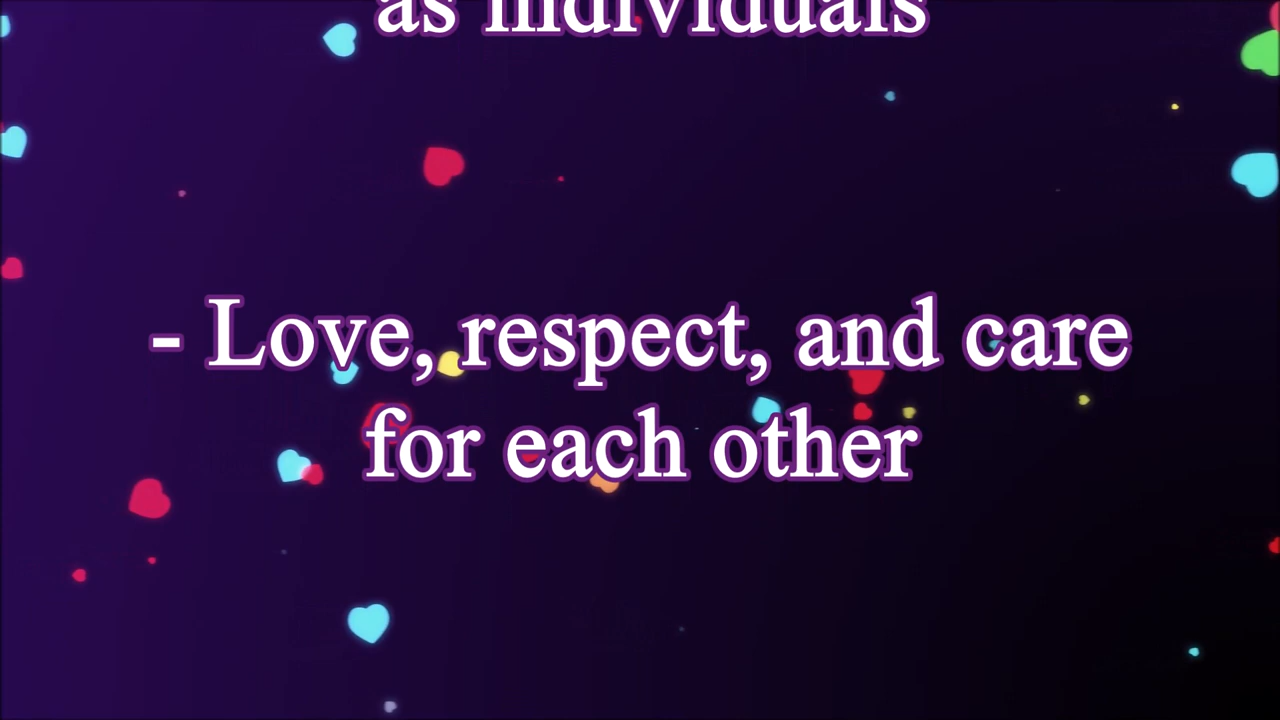 as individuals
- Love, respect, and care
for each other